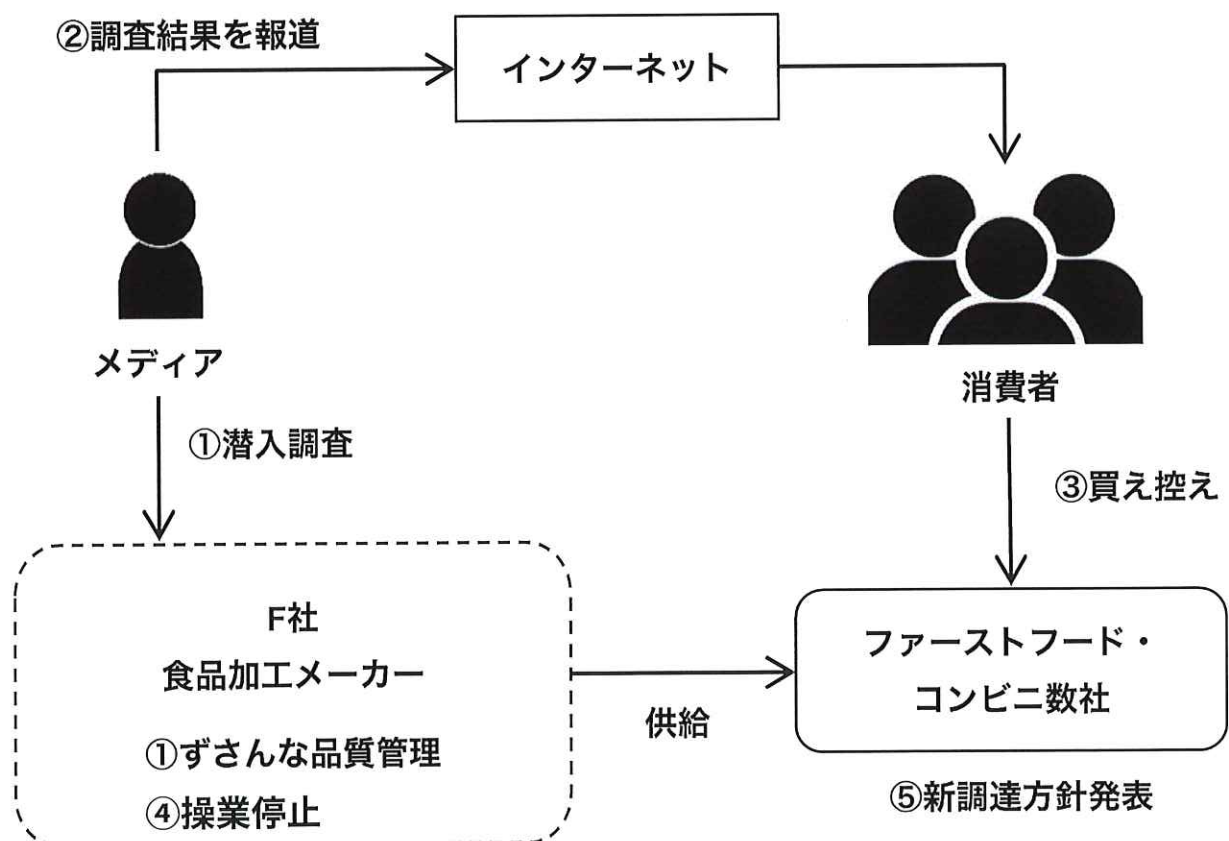 ②調査結果を報道
インターネット
メディア
消費者
①潜入調査
③買え控え
F社
食品加工メーカー
①ずさんな品質管理
④操業停止
供給
ファーストフード・
コンビニ数社
⑤新調達方針発表